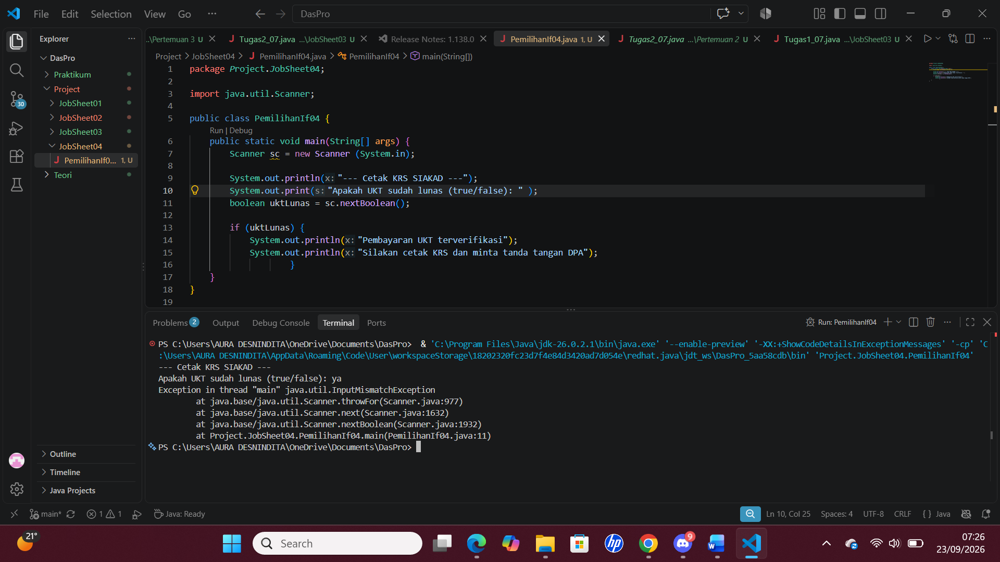 File Edit Selection View Go ··· DasPro
Explorer ···
..\Pertemuan 3 U Tugas2_07.java ...\JobSheet03 U Release Notes: 1.138.0 PemilihanIf04.java 1, U Tugas2_07.java ...\Pertemuan 2 U Tugas1_07.java ...\JobSheet03 U
Project > JobSheet04 > PemilihanIf04.java > PemilihanIf04 > main(String[])
DasPro
Praktikum
Project
JobSheet01
JobSheet02
JobSheet03
JobSheet04
PemilihanIf0... 1, U
Teori
30
1 package Project.JobSheet04;
2
3 import java.util.Scanner;
4
5 public class PemilihanIf04 {
Run | Debug
6 public static void main(String[] args) {
7 Scanner sc = new Scanner (System.in);
8
9 System.out.println(x: "--- Cetak KRS SIAKAD ---");
10 System.out.print(s: "Apakah UKT sudah lunas (true/false): " );
11 boolean uktLunas = sc.nextBoolean();
12
13 if (uktLunas) {
14 System.out.println(x: "Pembayaran UKT terverifikasi");
15 System.out.println(x: "Silakan cetak KRS dan minta tanda tangan DPA");
16 }
17 }
18 }
19
Problems 2 Output Debug Console Terminal Ports Run: PemilihanIf04
PS C:\Users\AURA DESNINDITA\OneDrive\Documents\DasPro> & 'C:\Program Files\Java\jdk-26.0.2.1\bin\java.exe' '--enable-preview' '-XX:+ShowCodeDetailsInExceptionMessages' '-cp' 'C
:\Users\AURA DESNINDITA\AppData\Roaming\Code\User\workspaceStorage\18202320fc23d7f4e84d3420ad7d054e\redhat.java\jdt_ws\DasPro_5aa58cdb\bin' 'Project.JobSheet04.PemilihanIf04'
--- Cetak KRS SIAKAD ---
Apakah UKT sudah lunas (true/false): ya
Exception in thread "main" java.util.InputMismatchException
at java.base/java.util.Scanner.throwFor(Scanner.java:977)
at java.base/java.util.Scanner.next(Scanner.java:1632)
at java.base/java.util.Scanner.nextBoolean(Scanner.java:1932)
at Project.JobSheet04.PemilihanIf04.main(PemilihanIf04.java:11)
PS C:\Users\AURA DESNINDITA\OneDrive\Documents\DasPro>
Outline
Timeline
Java Projects
main* 1 1 Java: Ready Ln 10, Col 25 Spaces: 4 UTF-8 CRLF { } Java
21° Search 9 07:26
23/09/2026